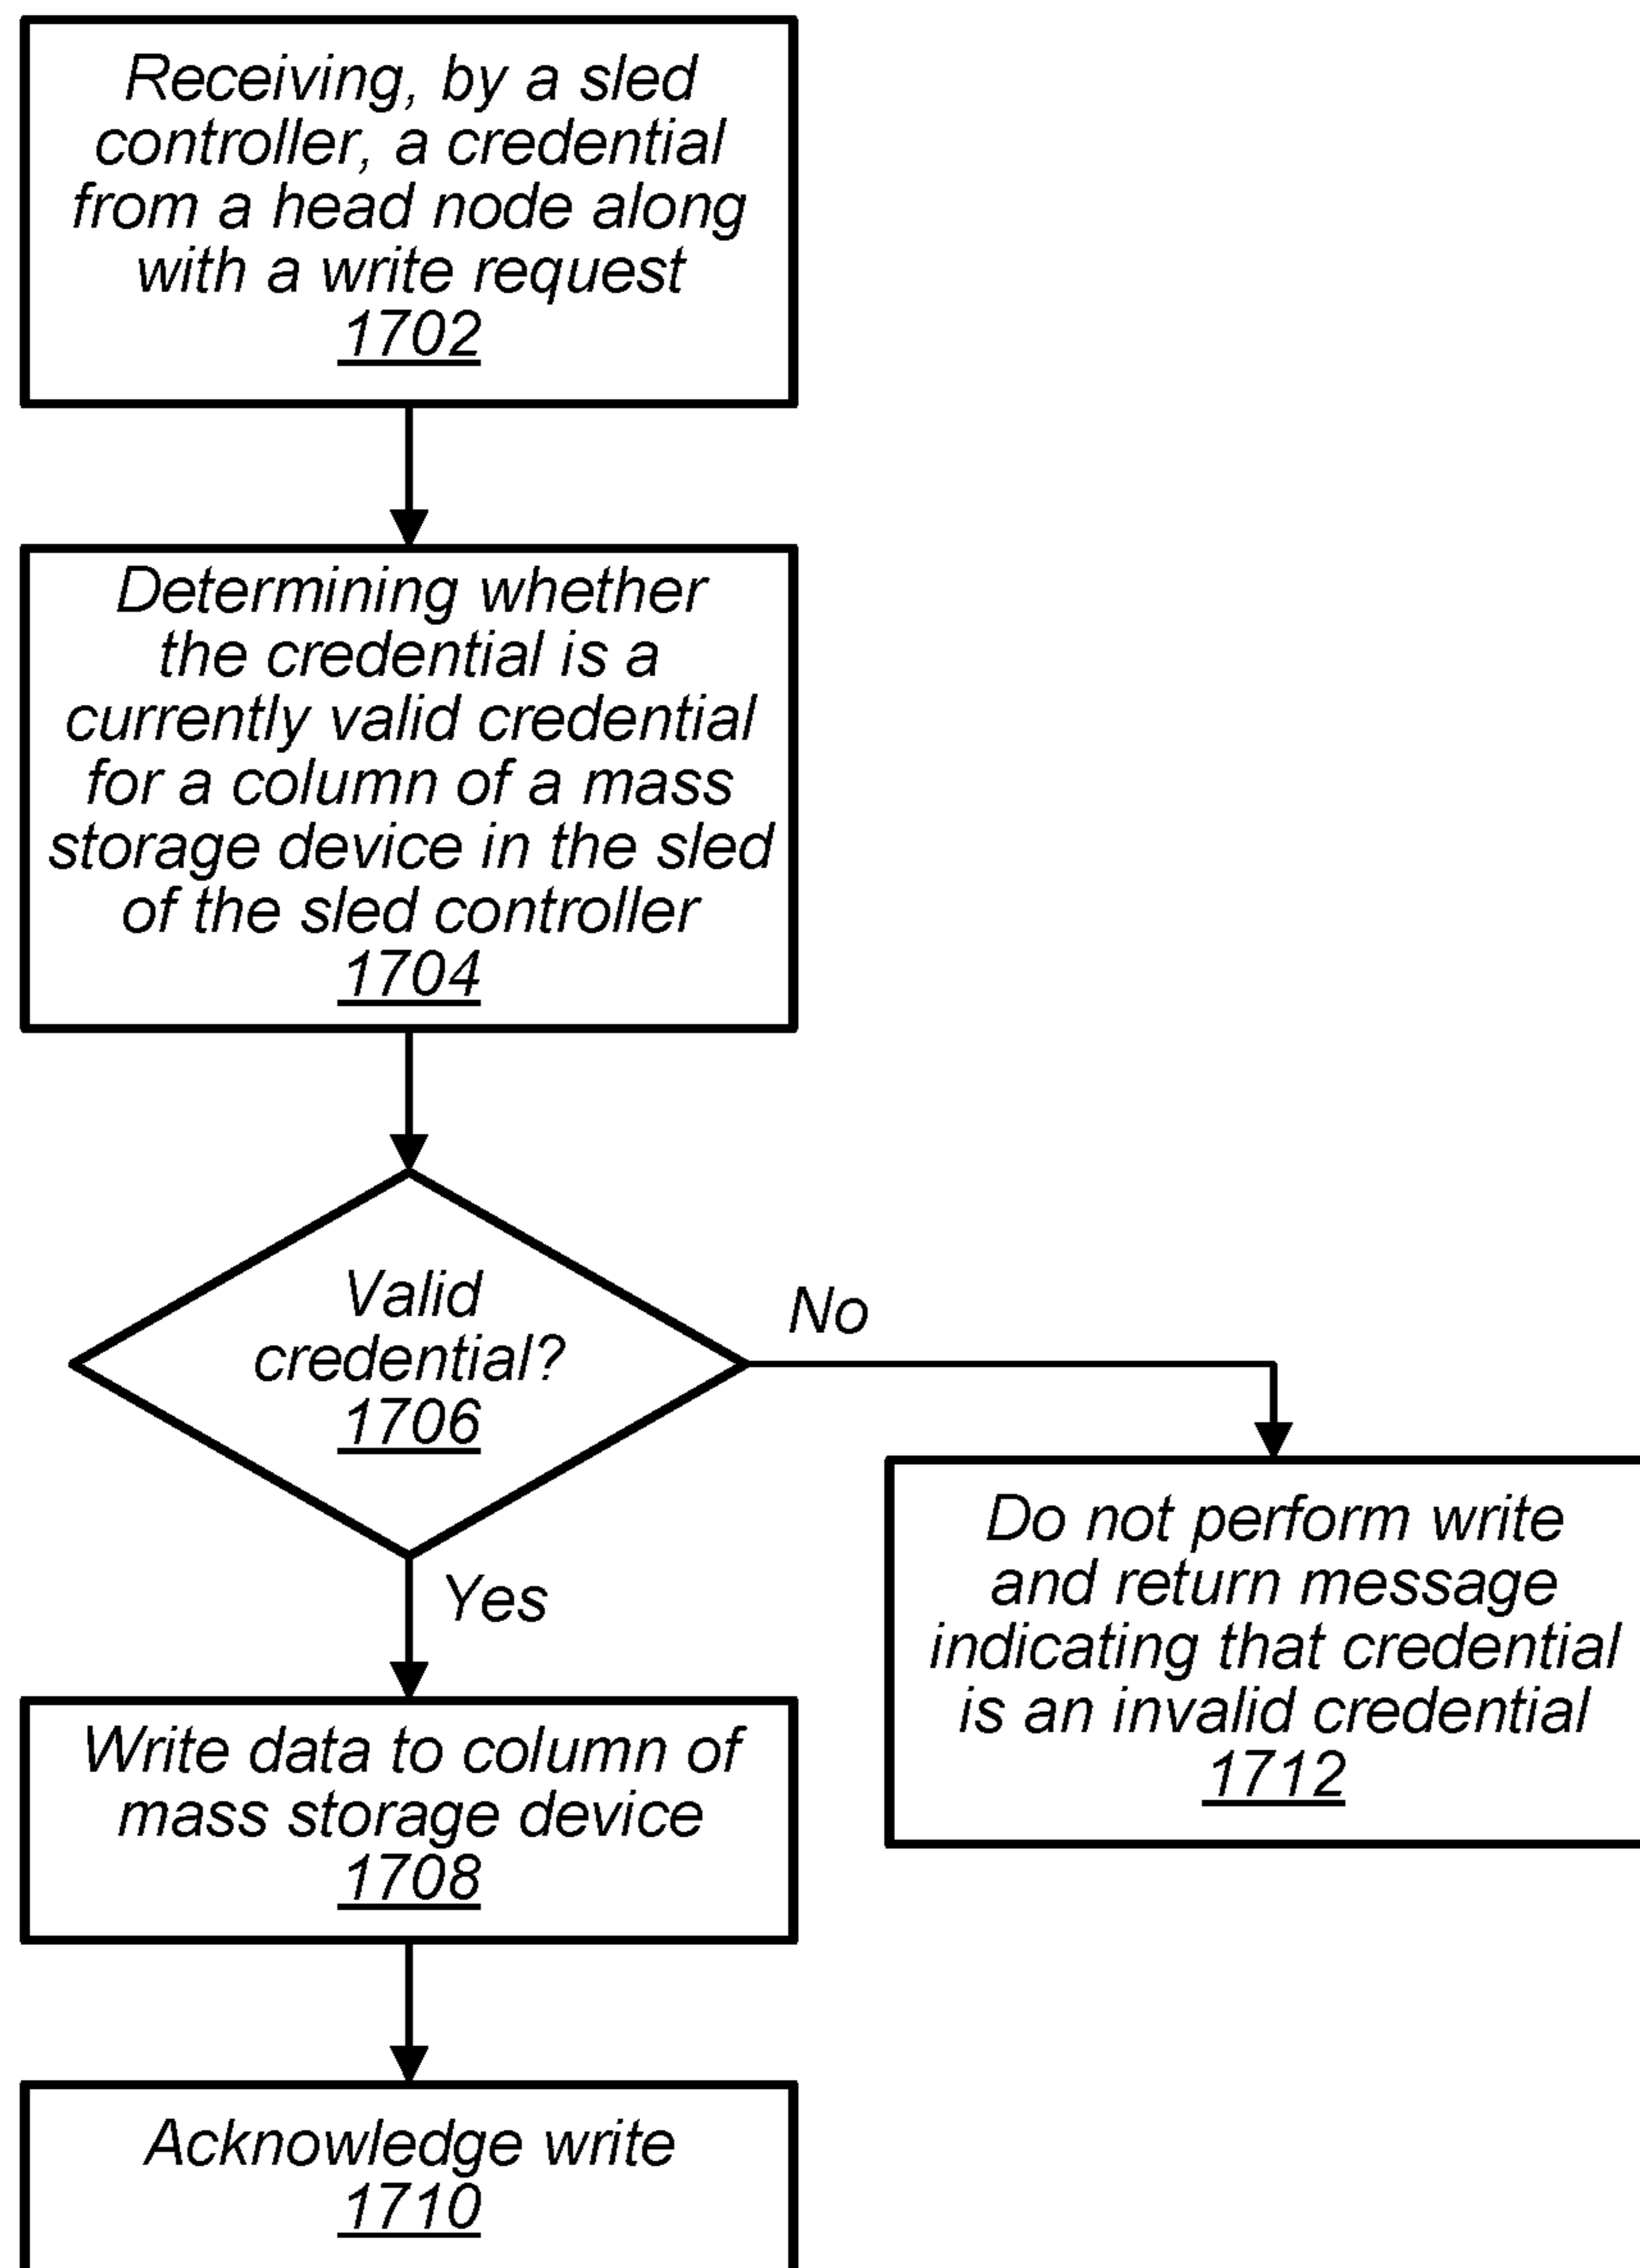 Receiving, by a sled
controller, a credential
from a head node along
with a write request
1702
Determining whether
the credential is a
currently valid credential
for a column of a mass
storage device in the sled
of the sled controller
1704
Valid
credential?
1706
No
Yes
Do not perform write
and return message
indicating that credential
is an invalid credential
1712
Write data to column of
mass storage device
1708
Acknowledge write
1710